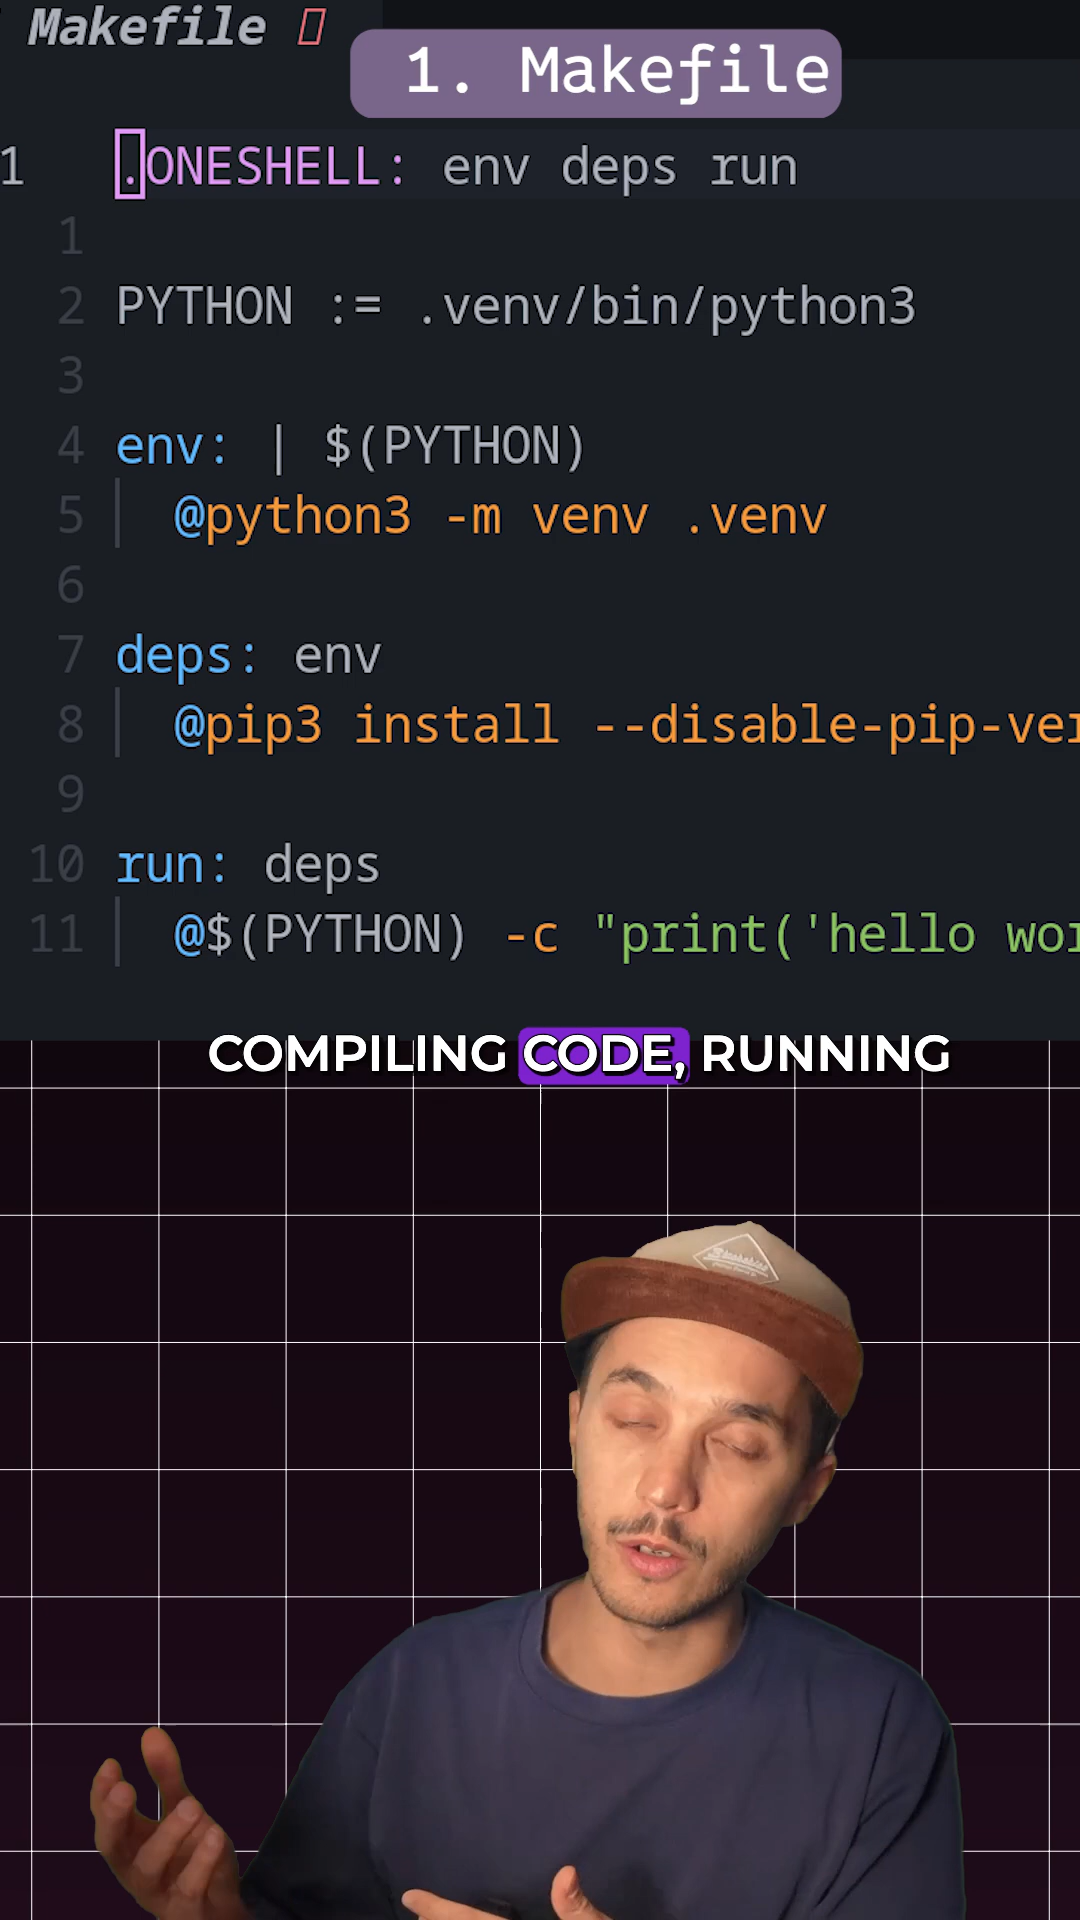 Makefile
1. Makefile
1 .ONESHELL: env deps run
1
2 PYTHON := .venv/bin/python3
3
4 env: | $(PYTHON)
5 @python3 -m venv .venv
6
7 deps: env
8 @pip3 install --disable-pip-ver
9
10 run: deps
11 @$(PYTHON) -c "print('hello wor
COMPILING CODE, RUNNING